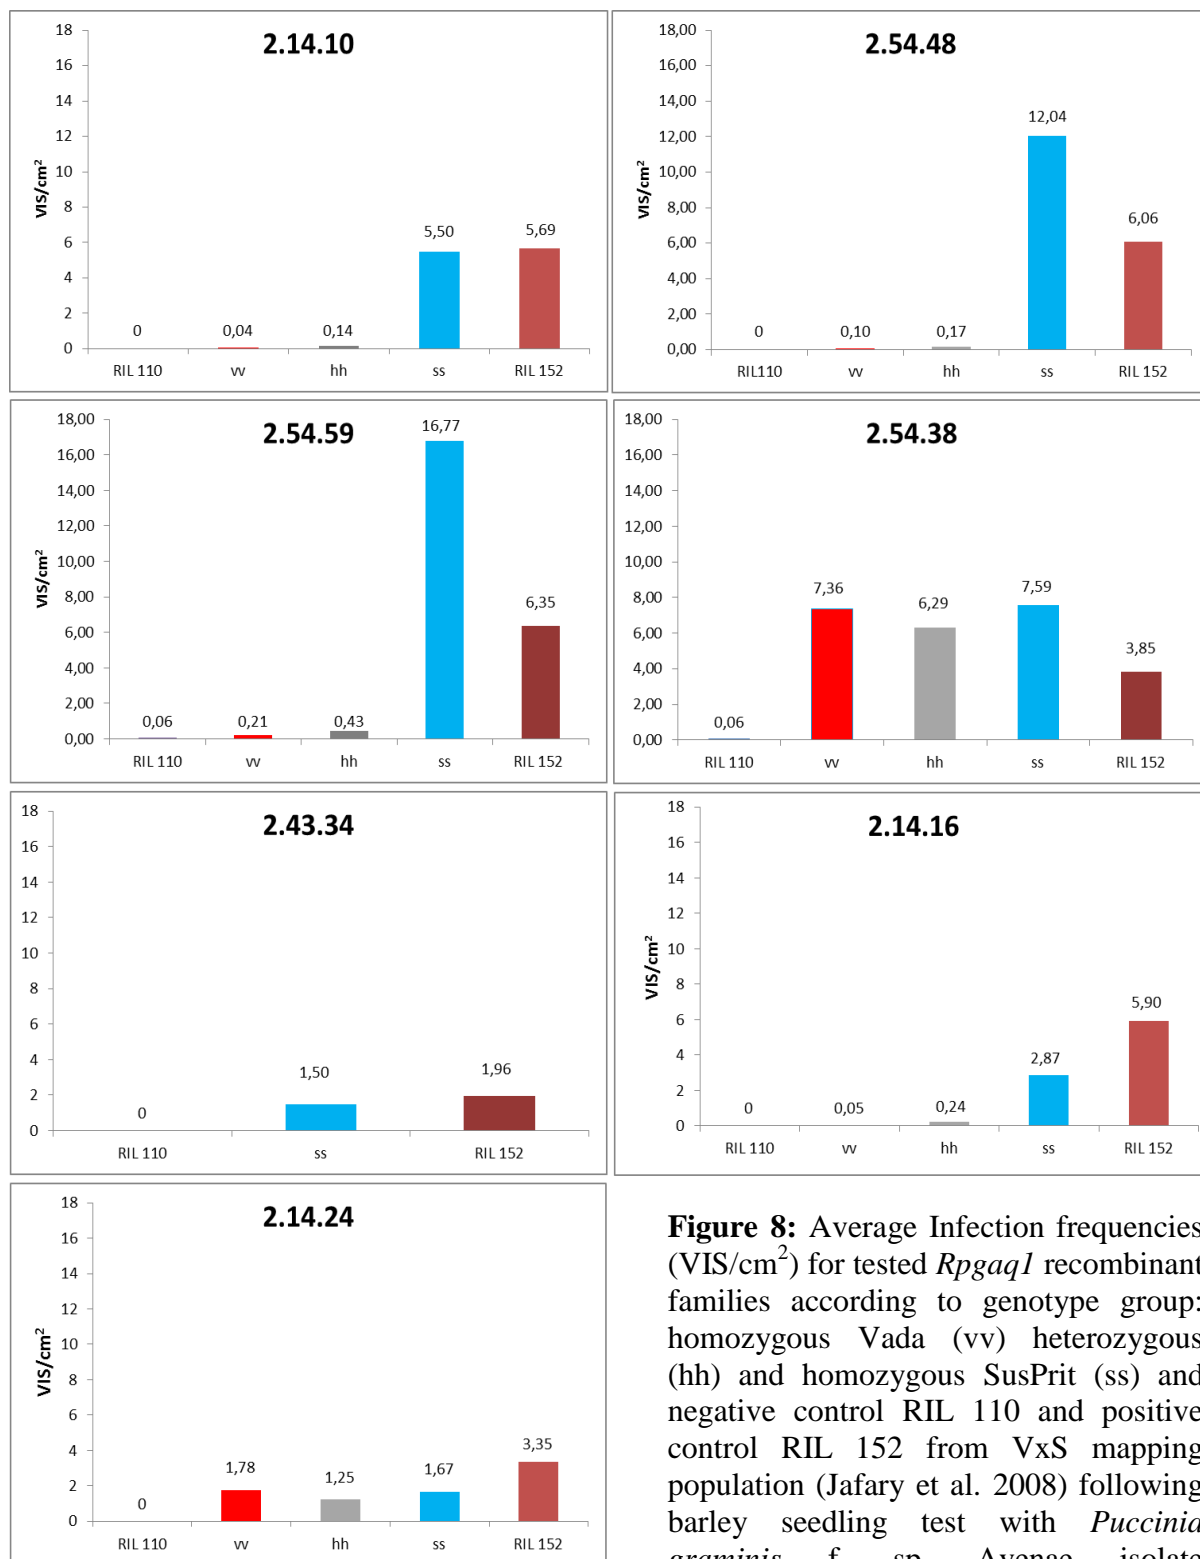 2.14.10
18
16
14
12
10
8
6
4
2
0
VIS/cm²
0
0,04
0,14
5,50
5,69
RIL 110
vv
hh
ss
RIL 152
2.54.48
18,00
16,00
14,00
12,00
10,00
8,00
6,00
4,00
2,00
0,00
VIS/cm²
0
0,10
0,17
12,04
6,06
RIL110
vv
hh
ss
RIL 152
2.54.59
18,00
16,00
14,00
12,00
10,00
8,00
6,00
4,00
2,00
0,00
VIS/cm²
0,06
0,21
0,43
16,77
6,35
RIL 110
vv
hh
ss
RIL 152
2.54.38
18,00
16,00
14,00
12,00
10,00
8,00
6,00
4,00
2,00
0,00
0,06
7,36
6,29
7,59
3,85
RIL 110
vv
hh
ss
RIL 152
2.43.34
18
16
14
12
10
8
6
4
2
0
0
1,50
1,96
RIL 110
ss
RIL 152
2.14.16
18
16
14
12
10
8
6
4
2
0
VIS/cm²
0
0,05
0,24
2,87
5,90
RIL 110
vv
hh
ss
RIL 152
2.14.24
18
16
14
12
10
8
6
4
2
0
VIS/cm²
0
1,78
1,25
1,67
3,35
RIL 110
vv
hh
ss
RIL 152
Figure 8: Average Infection frequencies
(VIS/cm²) for tested Rpgaq1 recombinant
families according to genotype group:
homozygous Vada (vv) heterozygous
(hh) and homozygous SusPrit (ss) and
negative control RIL 110 and positive
control RIL 152 from VxS mapping
population (Jafary et al. 2008) following
barley seedling test with Puccinia
graminis f. sp. Avenae isolate